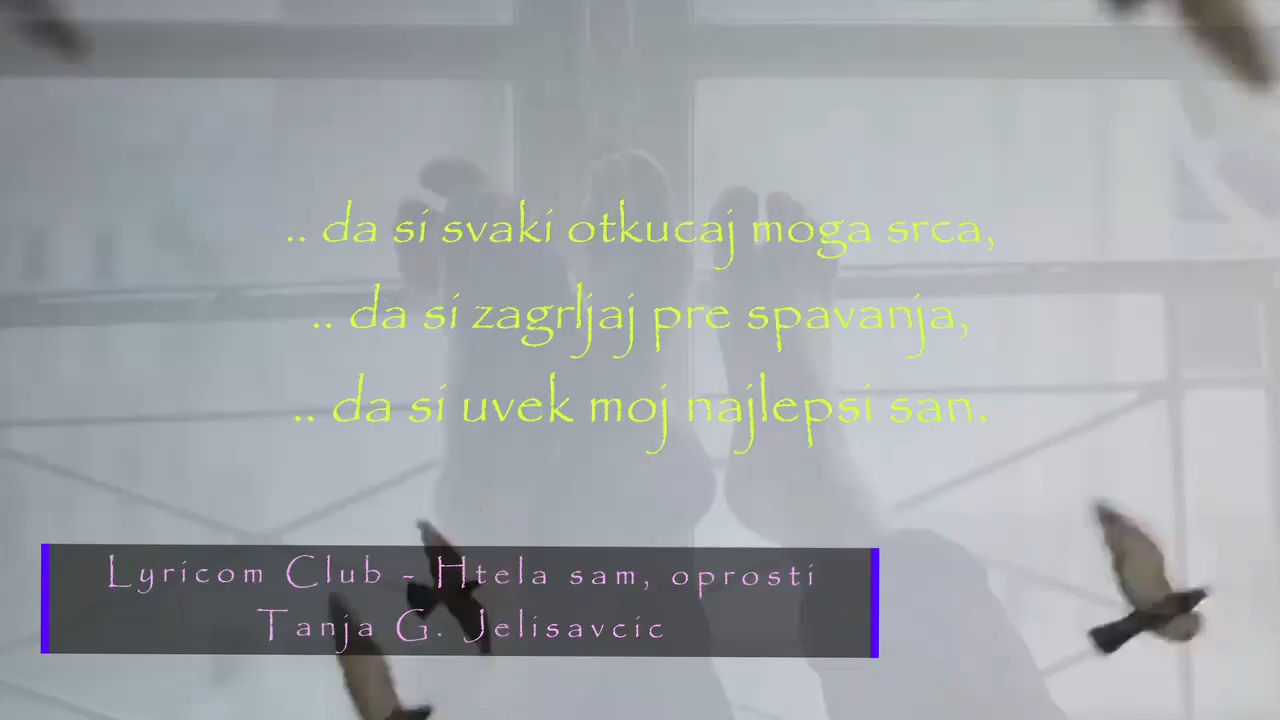 .. da si svaki otkucaj moga srca,
.. da si zagrljaj pre spavanja,
.. da si uvek moj najlepsi san.
Lyricom Club - Htela sam, oprosti
Tanja G. Jelisavcic